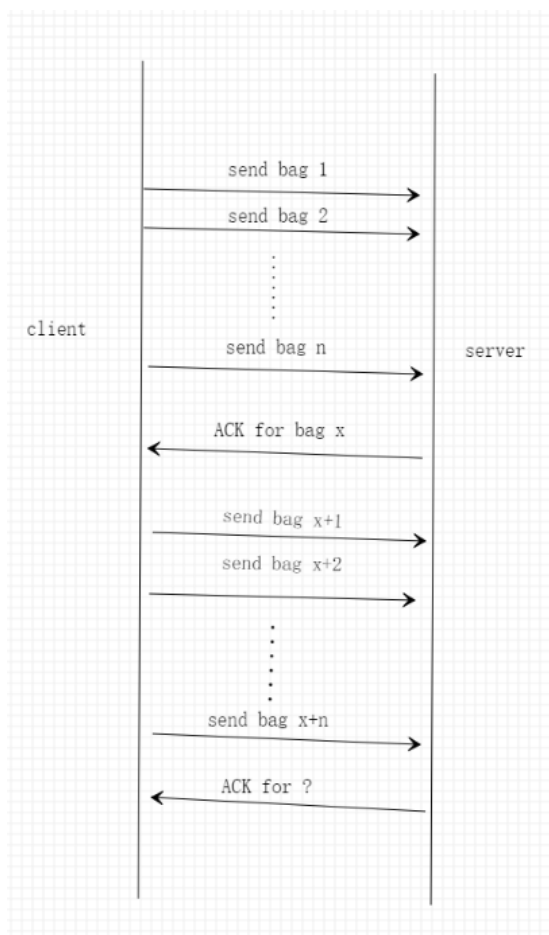 send bag 1
send bag 2
client
send bag n
server
ACK for bag x
send bag x+1
send bag x+2
send bag x+n
ACK for ?